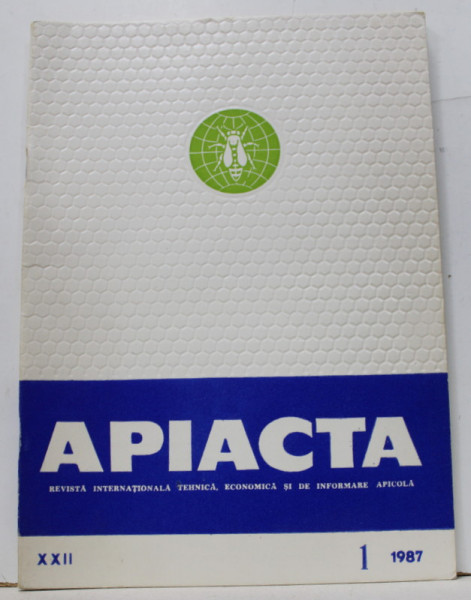 APIACTA
REVISTĂ INTERNAȚIONALĂ TEHNICĂ, ECONOMICĂ ȘI DE INFORMARE APICOLĂ
XXII 1 1987